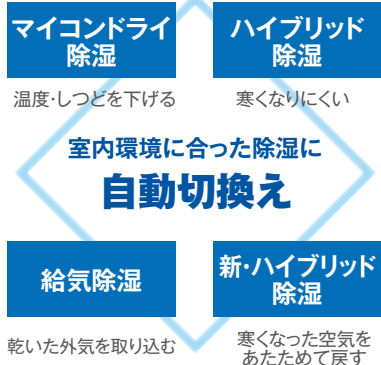 マイコンドライ
除湿
ハイブリッド
除湿
温度・しつどを下げる
寒くなりにくい
室内環境に合った除湿に
自動切換え
給気除湿
新・ハイブリッド
除湿
乾いた外気を取り込む
寒くなった空気を
あたためて戻す